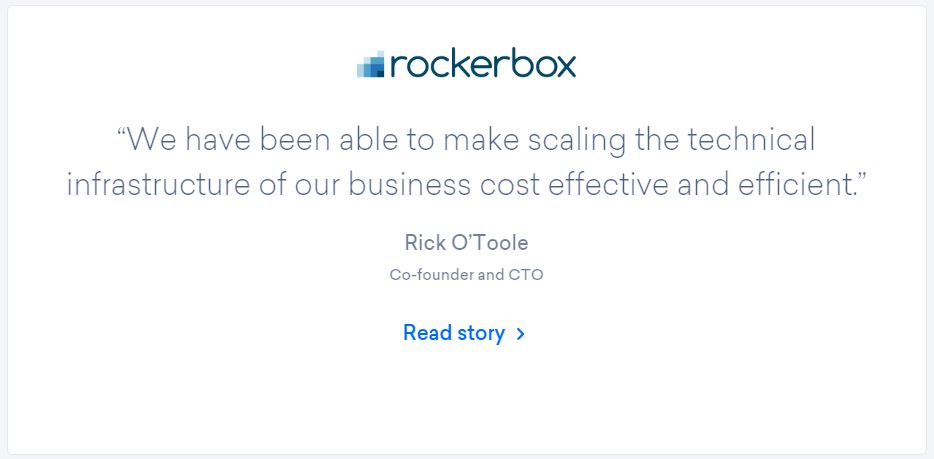 rockerbox
“We have been able to make scaling the technical
infrastructure of our business cost effective and efficient.”
Rick O’Toole
Co-founder and CTO
Read story